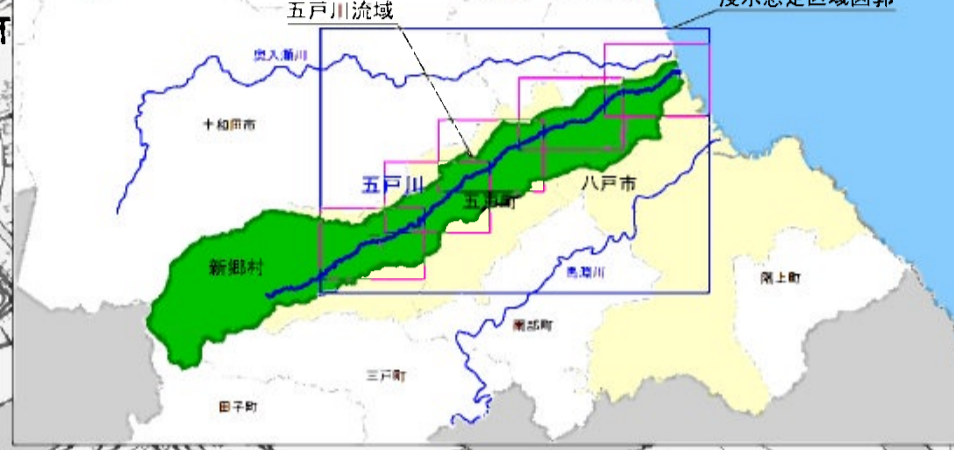 五戸川流域
浸水想定区域図郭
奥入瀬川
十和田市
五戸川
八戸市
五戸町
新郷村
馬淵川
階上町
南部町
三戸町
田子町